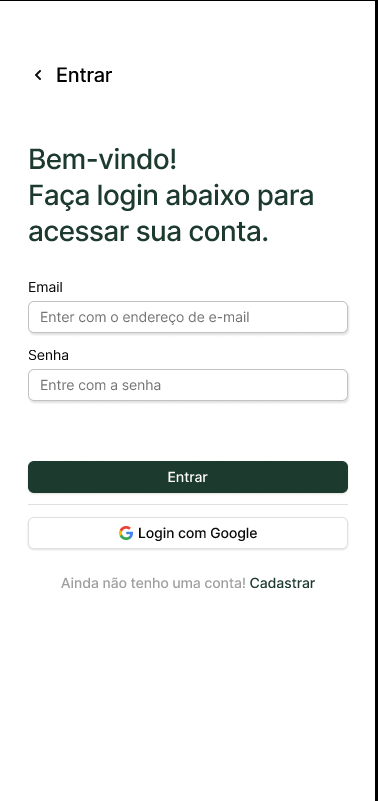 Entrar
Bem-vindo!
Faça login abaixo para
acessar sua conta.
Email
Enter com o endereço de e-mail
Senha
Entre com a senha
Entrar
Login com Google
Ainda não tenho uma conta! Cadastrar